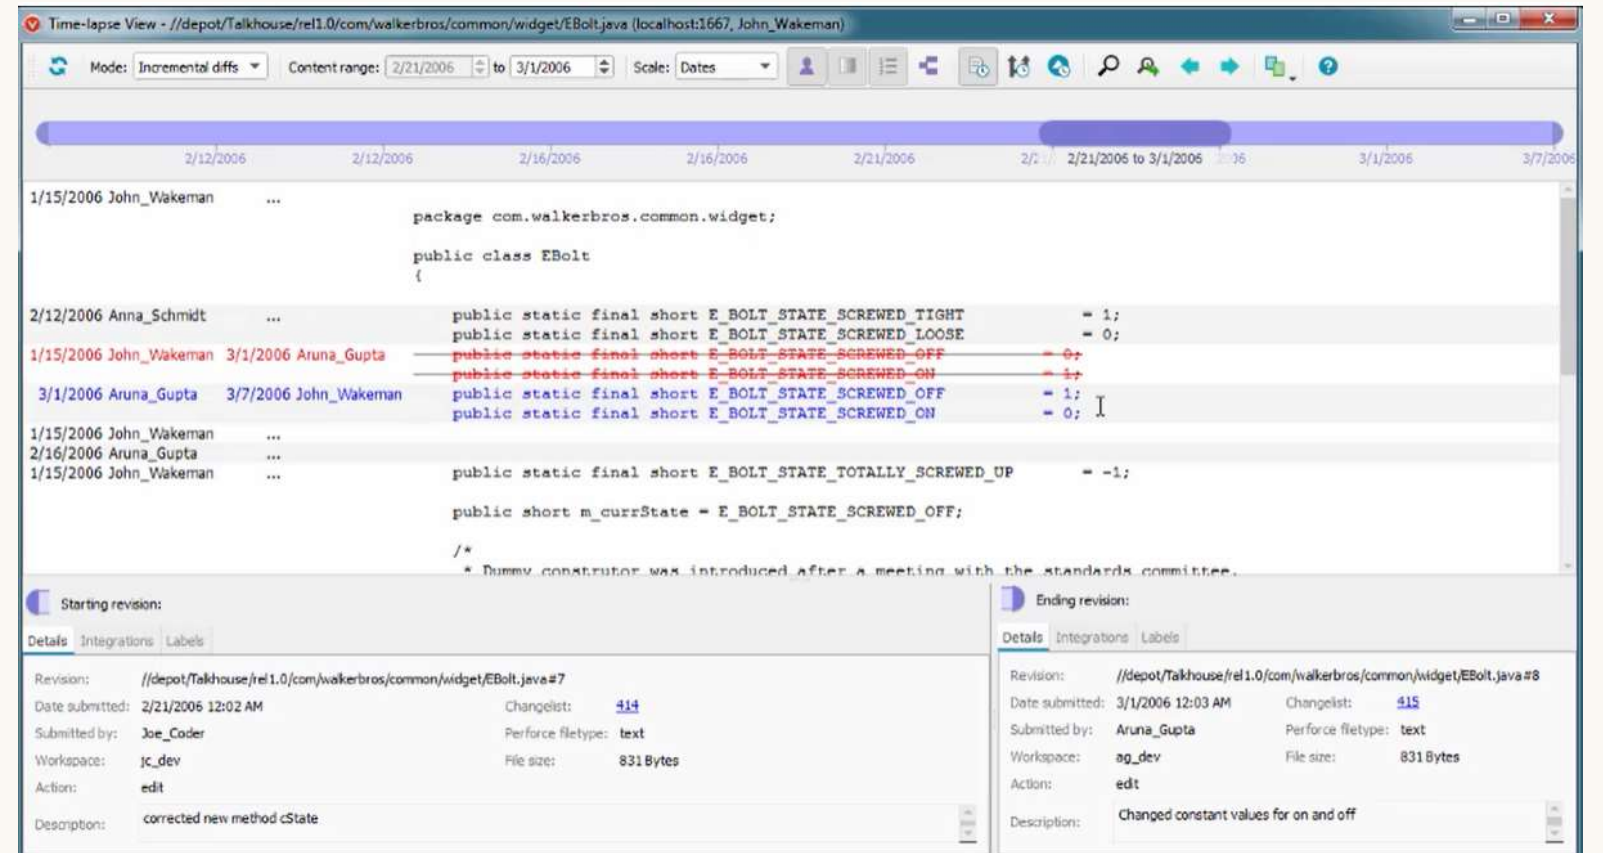 Time-lapse View - //depot/Talkhouse/rel1.0/com/walkerbros/common/widget/EBolt.java (localhost:1667, John_Wakeman)
Mode: Incremental diffs Content range: 2/21/2006 to 3/1/2006 Scale: Dates
2/12/2006 2/12/2006 2/16/2006 2/16/2006 2/21/2006 2/21/2006 to 3/1/2006 3/1/2006 3/7/2006
1/15/2006 John_Wakeman ...
package com.walkerbros.common.widget;
public class EBolt
{
2/12/2006 Anna_Schmidt ... public static final short E_BOLT_STATE_SCREWED_TIGHT = 1;
public static final short E_BOLT_STATE_SCREWED_LOOSE = 0;
1/15/2006 John_Wakeman 3/1/2006 Aruna_Gupta public static final short E_BOLT_STATE_SCREWED_OFF = 0;
public static final short E_BOLT_STATE_SCREWED_ON = 1;
3/1/2006 Aruna_Gupta 3/7/2006 John_Wakeman public static final short E_BOLT_STATE_SCREWED_OFF = 1;
public static final short E_BOLT_STATE_SCREWED_ON = 0;
1/15/2006 John_Wakeman ...
2/16/2006 Aruna_Gupta ...
1/15/2006 John_Wakeman ... public static final short E_BOLT_STATE_TOTALLY_SCREWED_UP = -1;
public short m_currState = E_BOLT_STATE_SCREWED_OFF;
/*
* Dummy construtor was introduced after a meeting with the standards committee.
Starting revision:
Details Integrations Labels
Revision: //depot/Talkhouse/rel1.0/com/walkerbros/common/widget/EBolt.java#7
Date submitted: 2/21/2006 12:02 AM Changelist: 414
Submitted by: Joe_Coder Perforce filetype: text
Workspace: jc_dev File size: 831 Bytes
Action: edit
Description: corrected new method cState
Ending revision:
Details Integrations Labels
Revision: //depot/Talkhouse/rel1.0/com/walkerbros/common/widget/EBolt.java#8
Date submitted: 3/1/2006 12:03 AM Changelist: 415
Submitted by: Aruna_Gupta Perforce filetype: text
Workspace: ag_dev File size: 831 Bytes
Action: edit
Description: Changed constant values for on and off